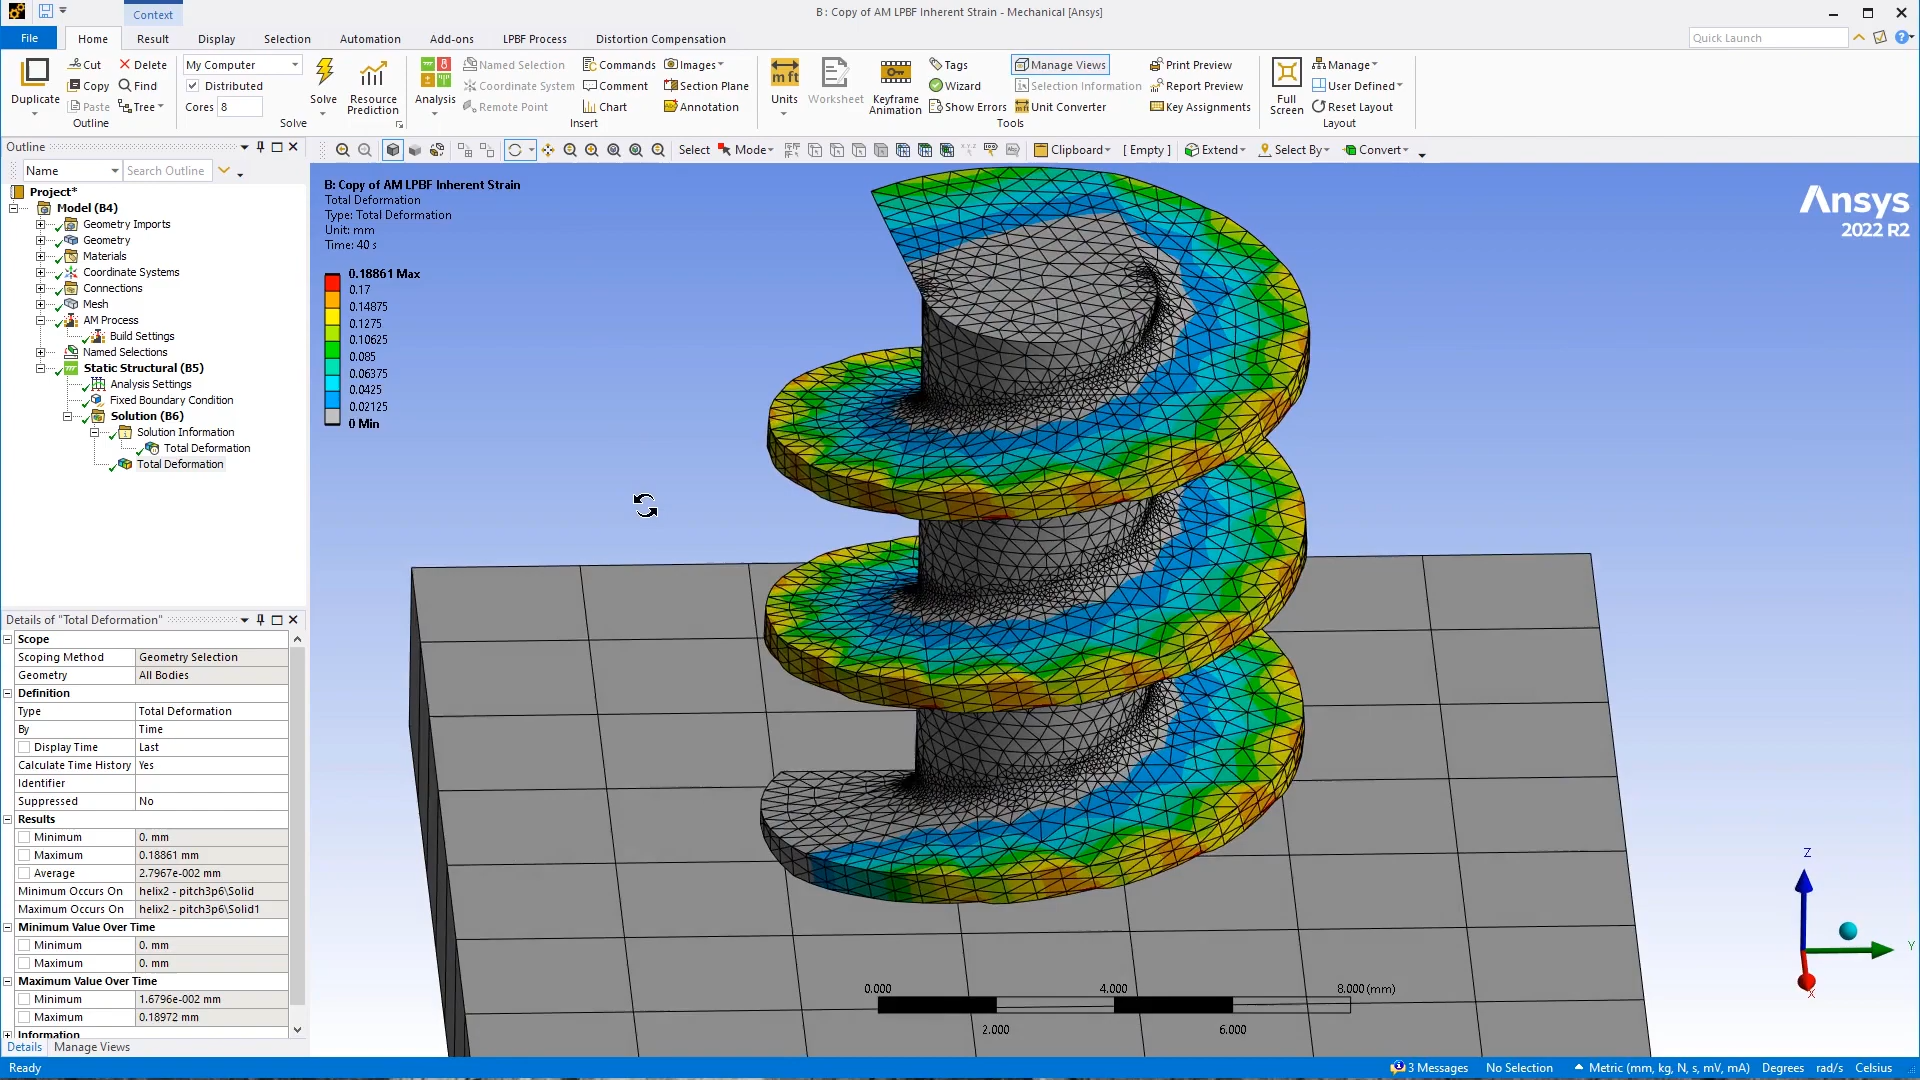 Context
B : Copy of AM LPBF Inherent Strain - Mechanical [Ansys]
File Home Result Display Selection Automation Add-ons LPBF Process Distortion Compensation
Quick Launch
Duplicate
Cut
Copy
Paste
Delete
Find
Tree
Outline
My Computer
Distributed
Cores 8
Solve
Resource Prediction
Solve
Analysis
Named Selection
Coordinate System
Remote Point
Commands
Comment
Chart
Images
Section Plane
Annotation
Insert
Units
Worksheet
Keyframe Animation
Tags
Wizard
Show Errors
Manage Views
Selection Information
Unit Converter
Print Preview
Report Preview
Key Assignments
Tools
Full Screen
Manage
User Defined
Reset Layout
Layout
Outline
Name Search Outline
Select Mode Clipboard [ Empty ] Extend Select By Convert
Project*
Model (B4)
Geometry Imports
Geometry
Materials
Coordinate Systems
Connections
Mesh
AM Process
Build Settings
Named Selections
Static Structural (B5)
Analysis Settings
Fixed Boundary Condition
Solution (B6)
Solution Information
Total Deformation
Total Deformation
B: Copy of AM LPBF Inherent Strain
Total Deformation
Type: Total Deformation
Unit: mm
Time: 40 s
0.18861 Max
0.17
0.14875
0.1275
0.10625
0.085
0.06375
0.0425
0.02125
0 Min
Ansys
2022 R2
Details of "Total Deformation"
Scope
Scoping Method Geometry Selection
Geometry All Bodies
Definition
Type Total Deformation
By Time
Display Time Last
Calculate Time History Yes
Identifier
Suppressed No
Results
Minimum 0. mm
Maximum 0.18861 mm
Average 2.7967e-002 mm
Minimum Occurs On helix2 - pitch3p6\Solid
Maximum Occurs On helix2 - pitch3p6\Solid1
Minimum Value Over Time
Minimum 0. mm
Maximum 0. mm
Maximum Value Over Time
Minimum 1.6796e-002 mm
Maximum 0.18972 mm
Information
Details Manage Views
0.000 4.000 8.000 (mm)
2.000 6.000
Z
Y
X
Ready
3 Messages No Selection Metric (mm, kg, N, s, mV, mA) Degrees rad/s Celsius